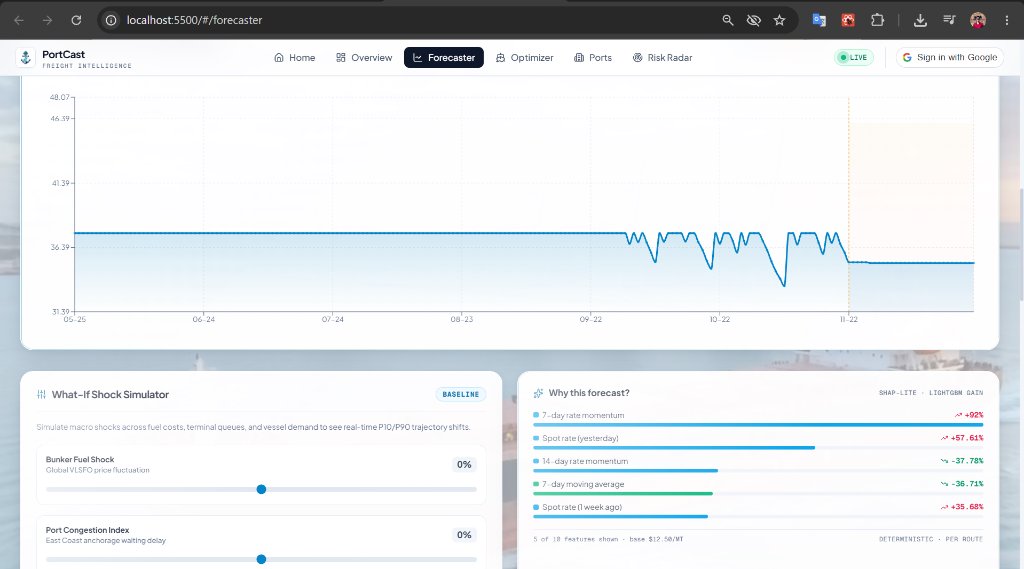 localhost:5500/#/forecaster
PortCast
FREIGHT INTELLIGENCE
Home
Overview
Forecaster
Optimizer
Ports
Risk Radar
LIVE
Sign in with Google
48.07
46.39
41.39
36.39
31.39
05-25
06-24
07-24
08-23
09-22
10-22
11-22
What-If Shock Simulator
BASELINE
Simulate macro shocks across fuel costs, terminal queues, and vessel demand to see real-time P10/P90 trajectory shifts.
Bunker Fuel Shock
0%
Global VLSFO price fluctuation
Port Congestion Index
0%
East Coast anchorage waiting delay
Why this forecast?
SHAP-LITE · LIGHTGBM GAIN
7-day rate momentum
+92%
Spot rate (yesterday)
+57.61%
14-day rate momentum
-37.78%
7-day moving average
-36.71%
Spot rate (1 week ago)
+35.68%
5 of 10 features shown · base $12.50/MT
DETERMINISTIC · PER ROUTE